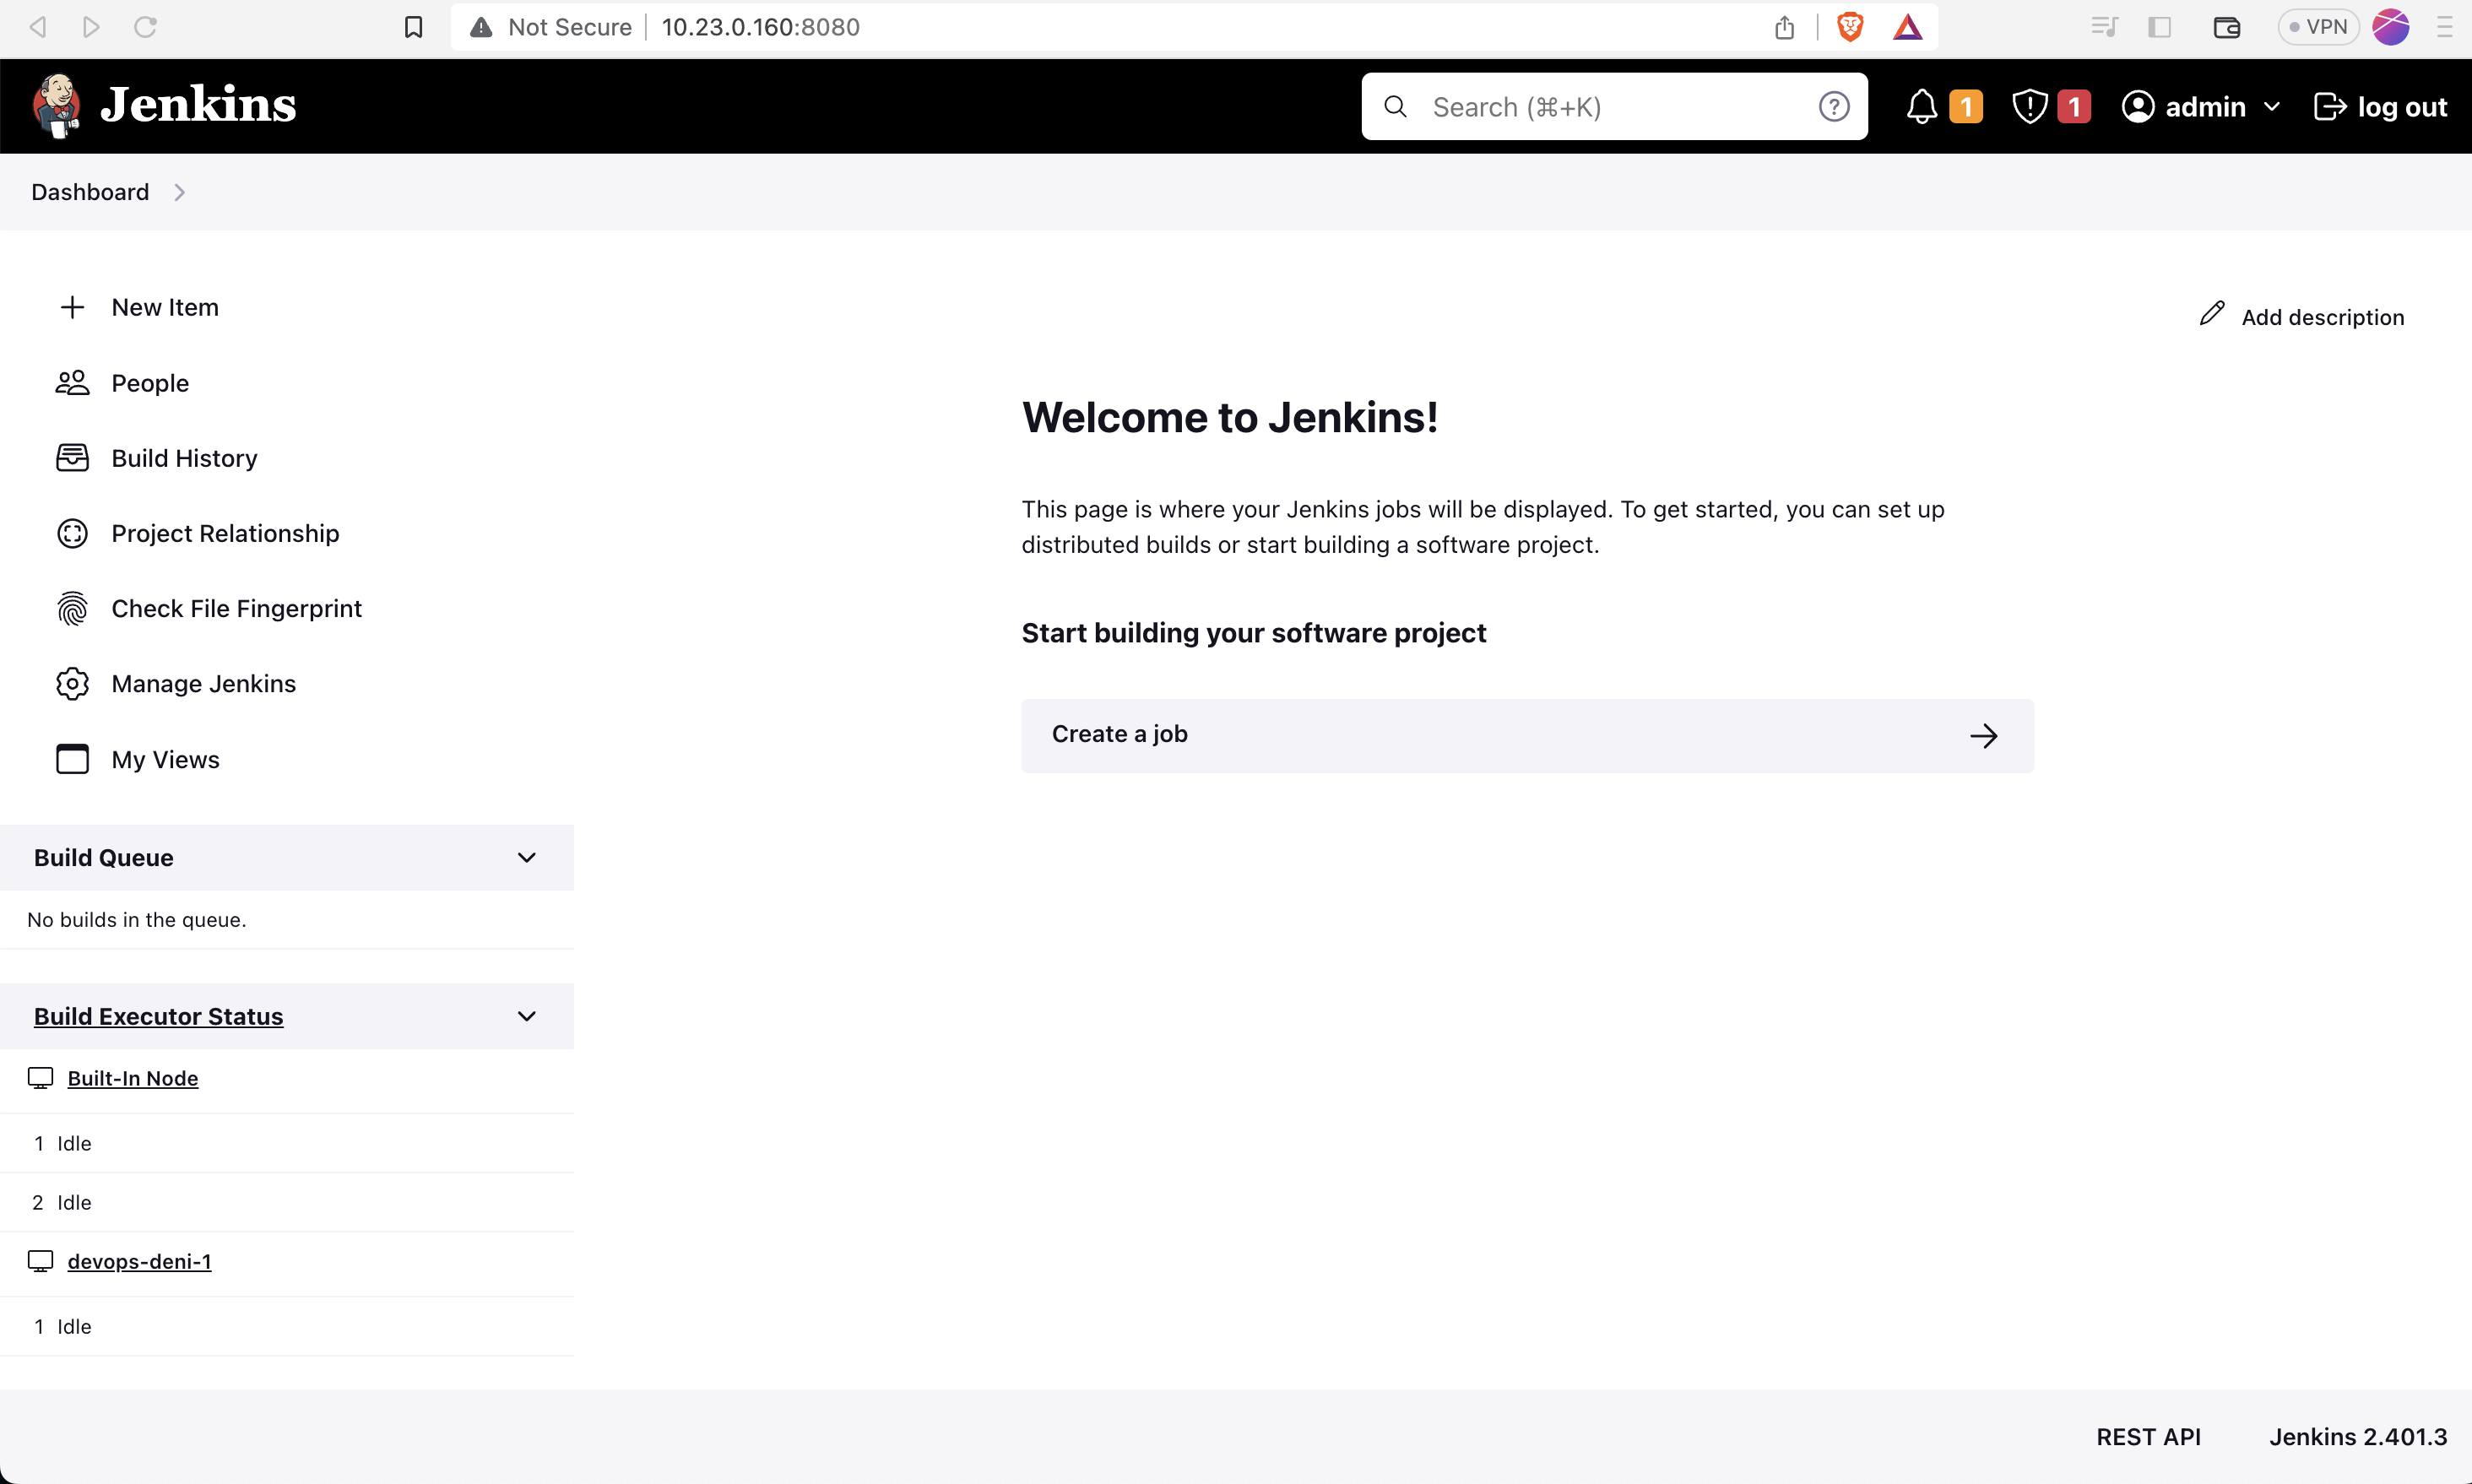 Not Secure
10.23.0.160:8080
VPN
Jenkins
Search (⌘+K)
?
1
1
admin
log out
Dashboard
New Item
People
Build History
Project Relationship
Check File Fingerprint
Manage Jenkins
My Views
Build Queue
No builds in the queue.
Build Executor Status
Built-In Node
1 Idle
2 Idle
devops-deni-1
1 Idle
Add description
Welcome to Jenkins!
This page is where your Jenkins jobs will be displayed. To get started, you can set up
distributed builds or start building a software project.
Start building your software project
Create a job
REST API
Jenkins 2.401.3